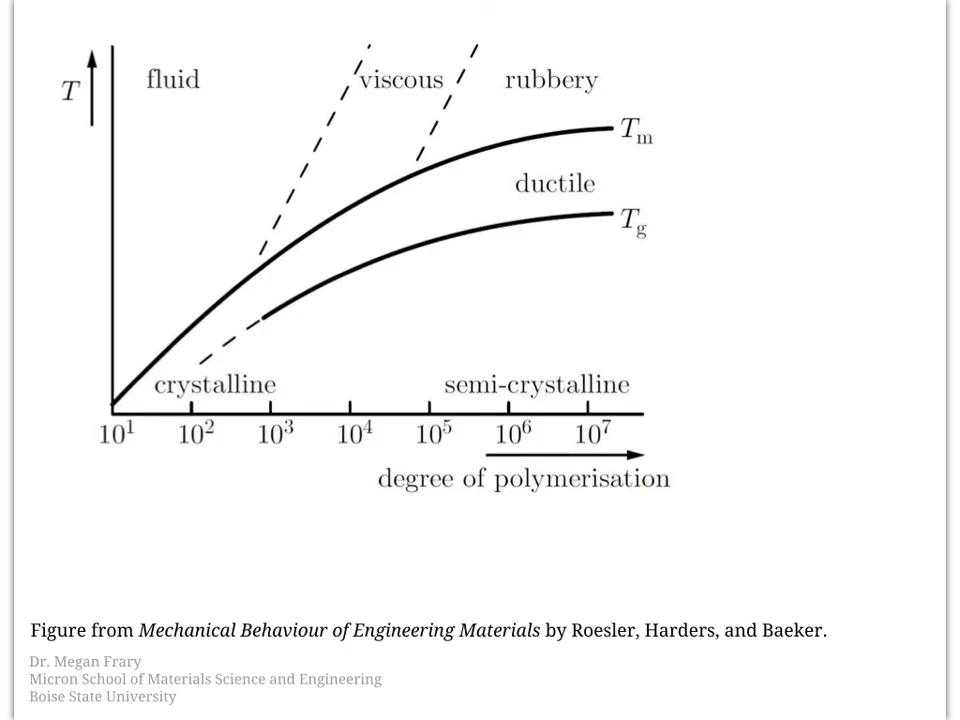 T
fluid
viscous
rubbery
Tm
ductile
Tg
crystalline
semi-crystalline
10¹ 10² 10³ 10⁴ 10⁵ 10⁶ 10⁷
degree of polymerisation
Figure from Mechanical Behaviour of Engineering Materials by Roesler, Harders, and Baeker.
Dr. Megan Frary
Micron School of Materials Science and Engineering
Boise State University